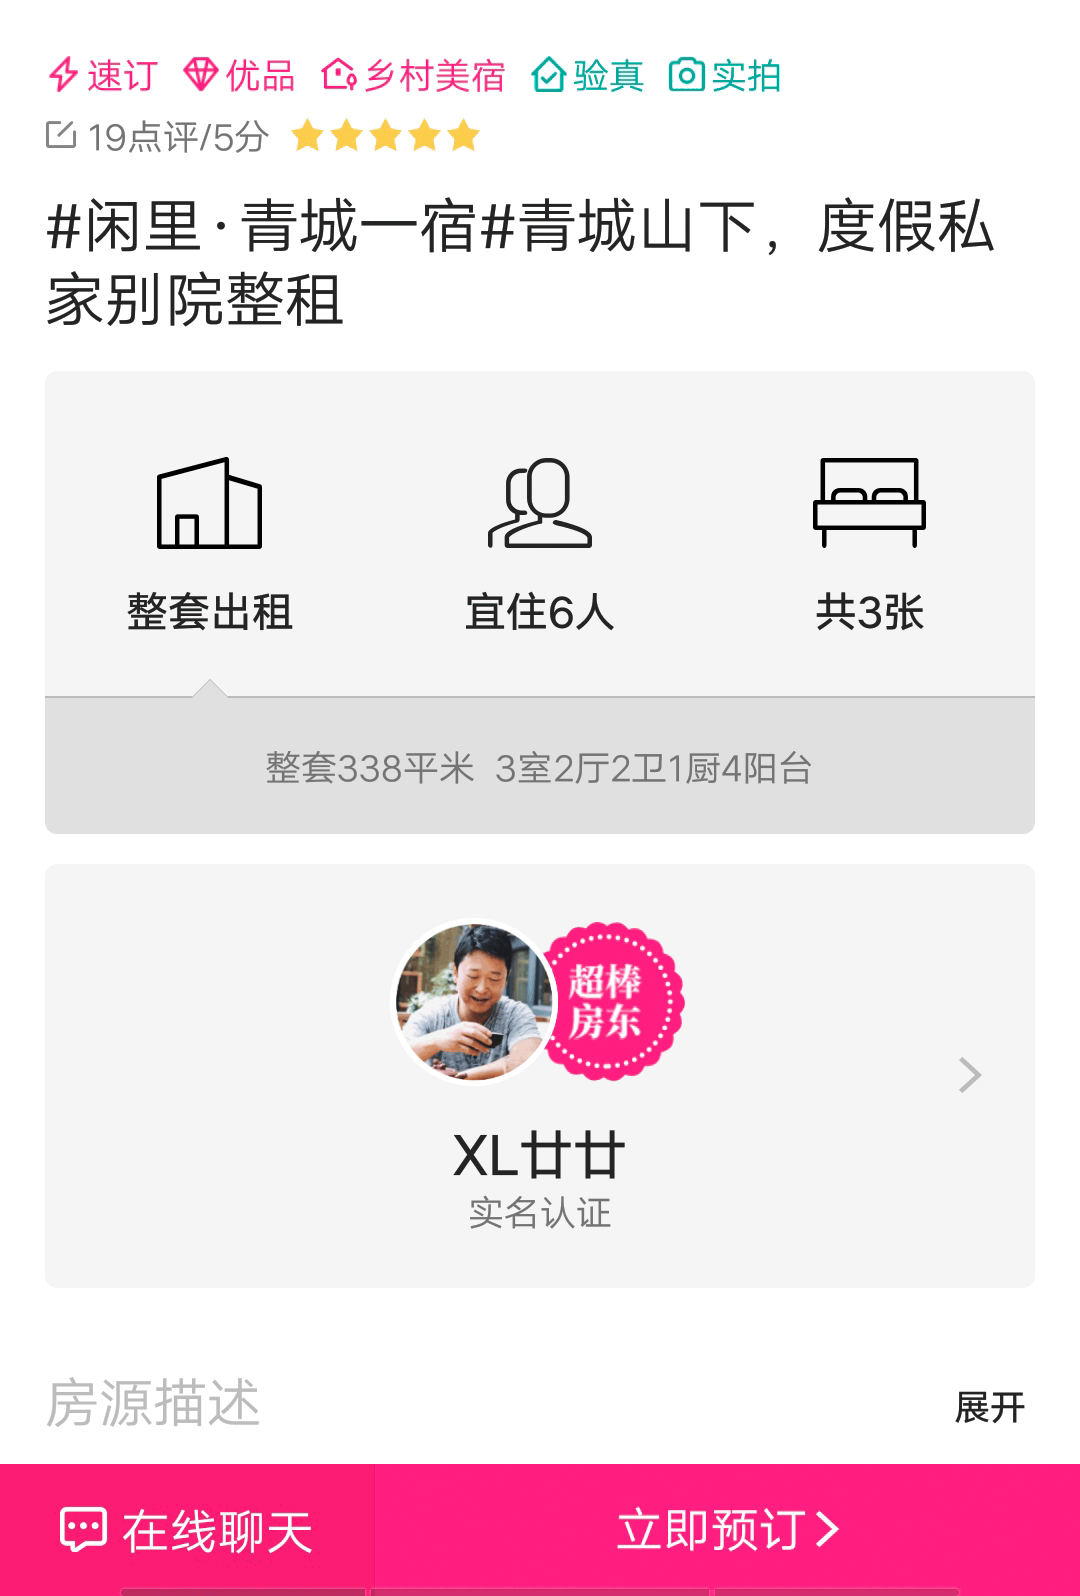 速订 优品 乡村美宿 验真 实拍
19点评/5分
#闲里·青城一宿#青城山下，度假私
家别院整租
整套出租 宜住6人 共3张
整套338平米 3室2厅2卫1厨4阳台
超棒
房东
XL廿廿
实名认证
房源描述 展开
在线聊天 立即预订